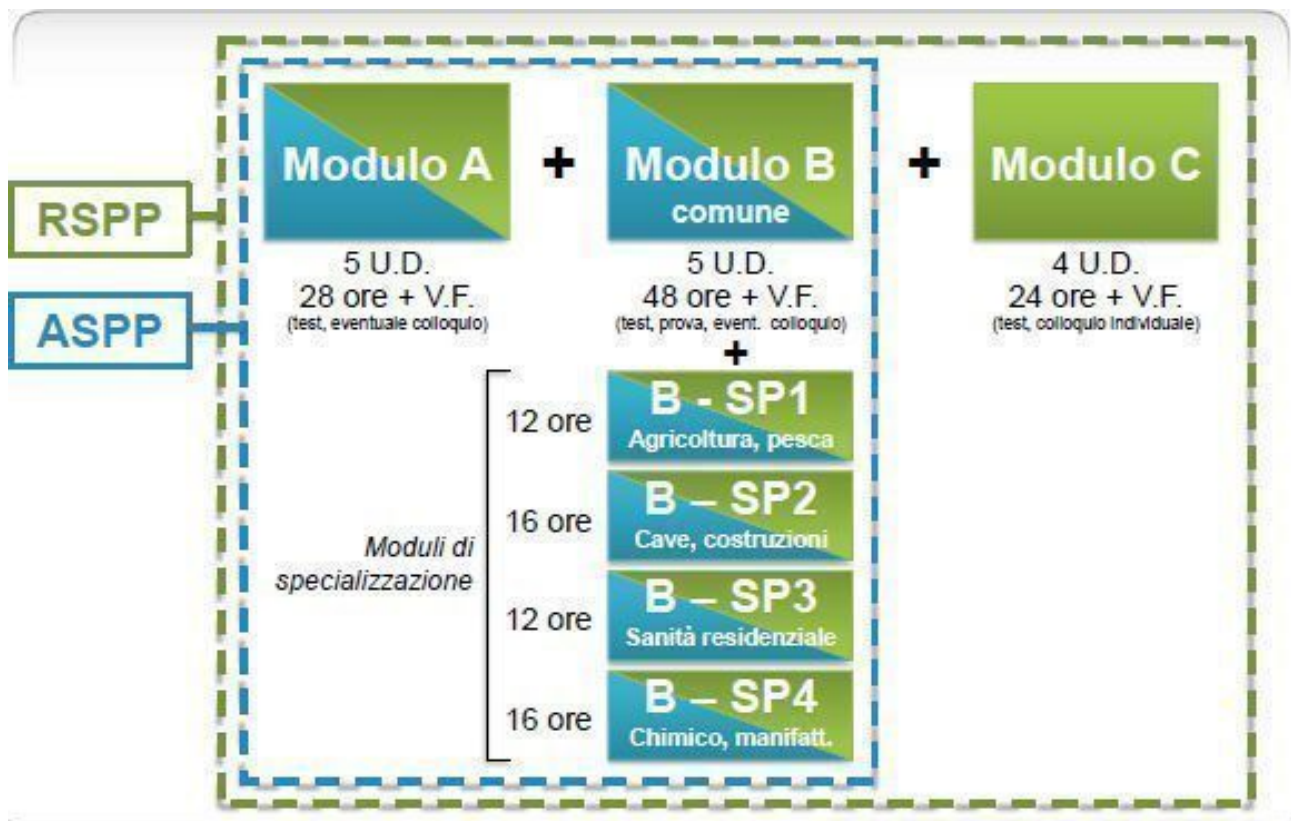 RSPP
ASPP
Modulo A
5 U.D.
28 ore + V.F.
(test, eventuale colloquio)
+
Modulo B
comune
5 U.D.
48 ore + V.F.
(test, prova, event. colloquio)
+
Modulo C
4 U.D.
24 ore + V.F.
(test, colloquio individuale)
+
Moduli di
specializzazione
12 ore
B - SP1
Agricoltura, pesca
16 ore
B – SP2
Cave, costruzioni
12 ore
B – SP3
Sanità residenziale
16 ore
B – SP4
Chimico, manifatt.